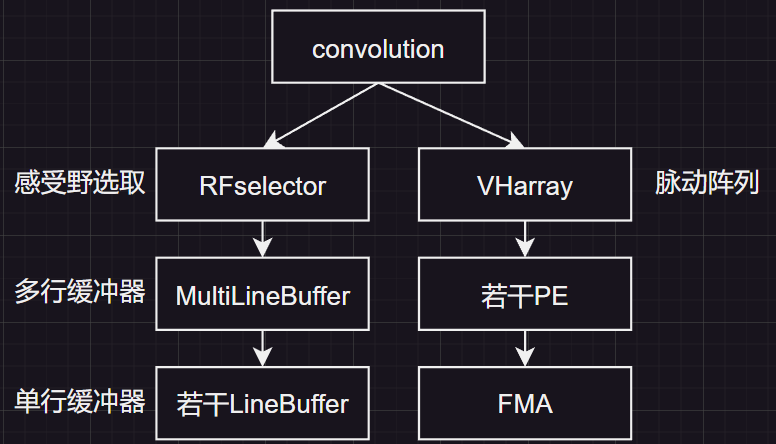 convolution
感受野选取
RFselector
VHarray
脉动阵列
多行缓冲器
MultiLineBuffer
若干PE
单行缓冲器
若干LineBuffer
FMA